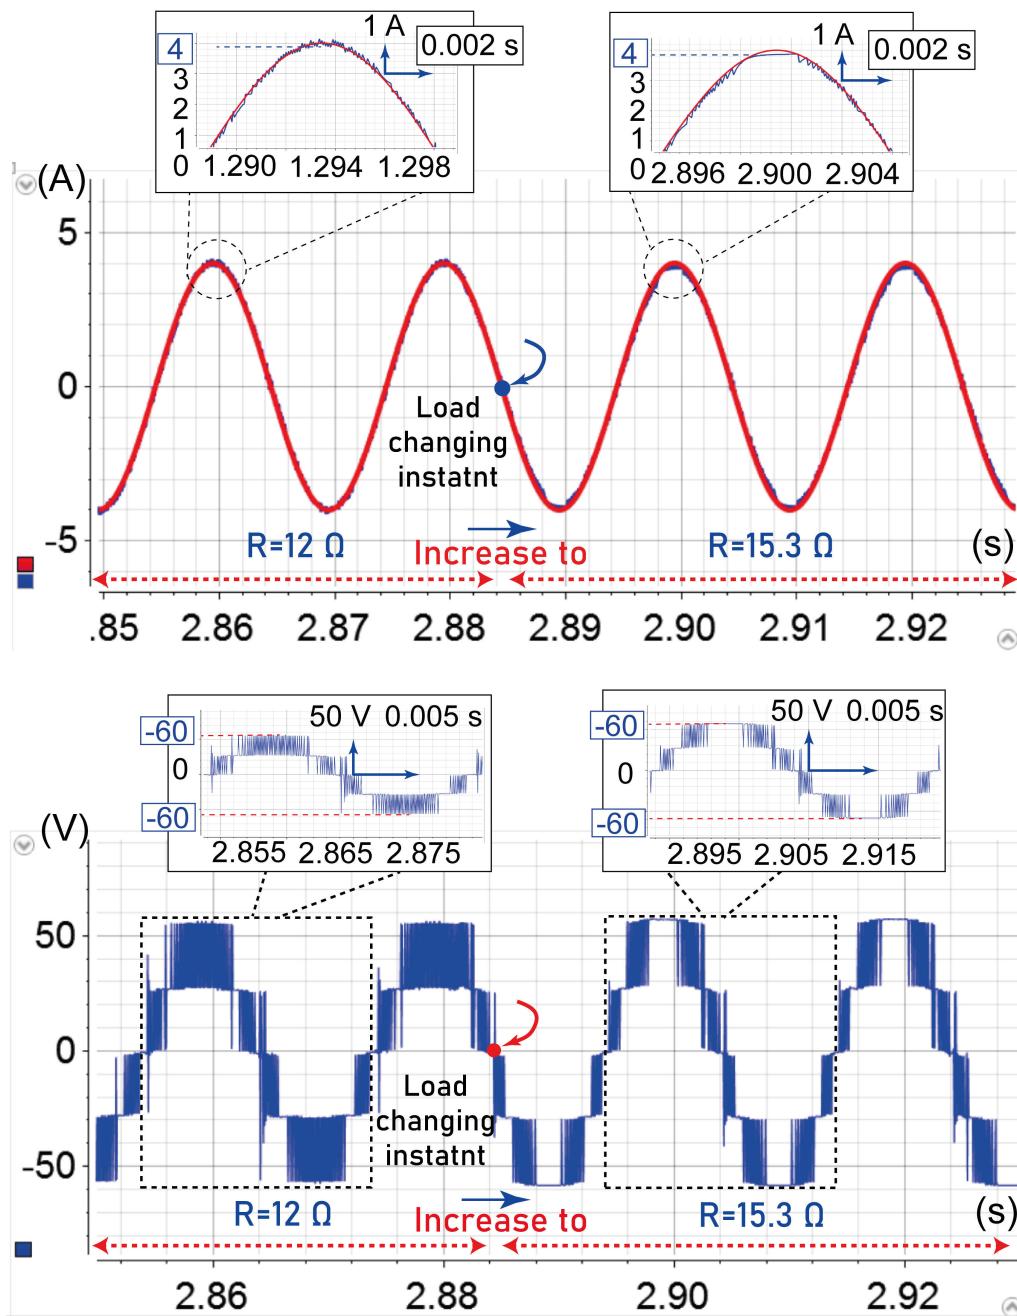 1 A
0.002 s
4
3
2
1
0
1.290 1.294 1.298
1 A
0.002 s
4
3
2
1
0
2.896 2.900 2.904
(A)
5
0
-5
Load
changing
instatnt
R=12 Ω
Increase to
R=15.3 Ω
(s)
.85 2.86 2.87 2.88 2.89 2.90 2.91 2.92
50 V 0.005 s
-60
0
-60
2.855 2.865 2.875
50 V 0.005 s
-60
0
-60
2.895 2.905 2.915
(V)
50
0
-50
Load
changing
instatnt
R=12 Ω
Increase to
R=15.3 Ω
(s)
2.86 2.88 2.90 2.92